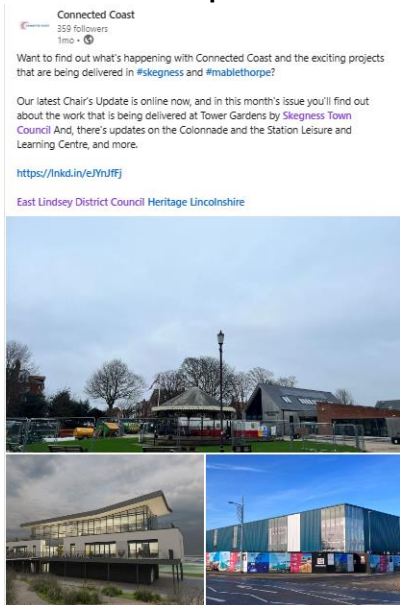 Connected Coast
359 followers
1mo •
Want to find out what's happening with Connected Coast and the exciting projects
that are being delivered in #skegness and #mablethorpe?
Our latest Chair's Update is online now, and in this month's issue you'll find out
about the work that is being delivered at Tower Gardens by Skegness Town
Council And, there's updates on the Colonnade and the Station Leisure and
Learning Centre, and more.
https://lnkd.in/eJYnJfFj
East Lindsey District Council Heritage Lincolnshire